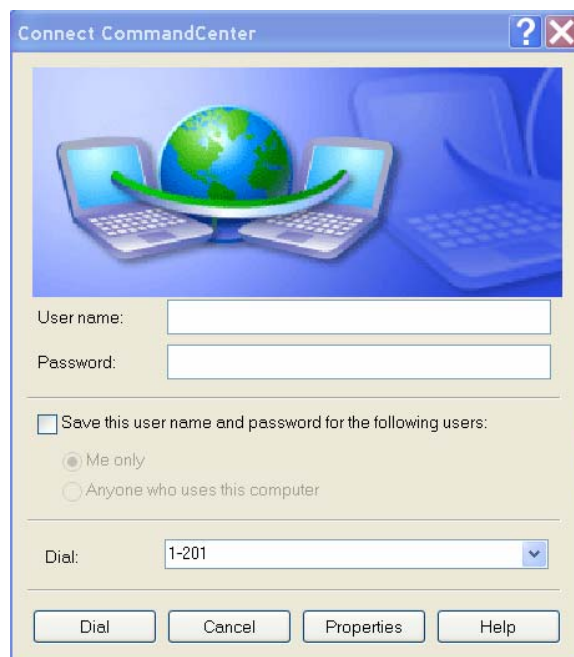 Connect CommandCenter
User name:
Password:
Save this user name and password for the following users:
Me only
Anyone who uses this computer
Dial: 1-201
Dial Cancel Properties Help